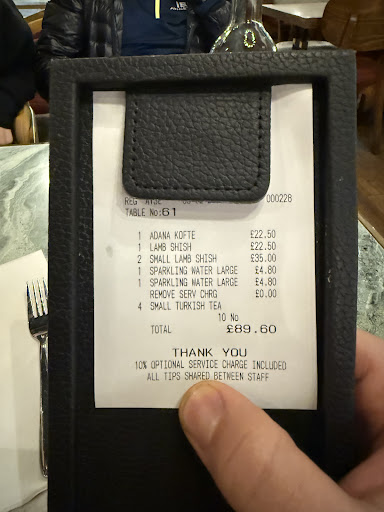 REG 000228
TABLE No:61
1 ADANA KOFTE £22.50
1 LAMB SHISH £22.50
2 SMALL LAMB SHISH £35.00
1 SPARKLING WATER LARGE £4.80
1 SPARKLING WATER LARGE £4.80
REMOVE SERV CHRG £0.00
4 SMALL TURKISH TEA
10 No
TOTAL £89.60
THANK YOU
10% OPTIONAL SERVICE CHARGE INCLUDED
ALL TIPS SHARED BETWEEN STAFF